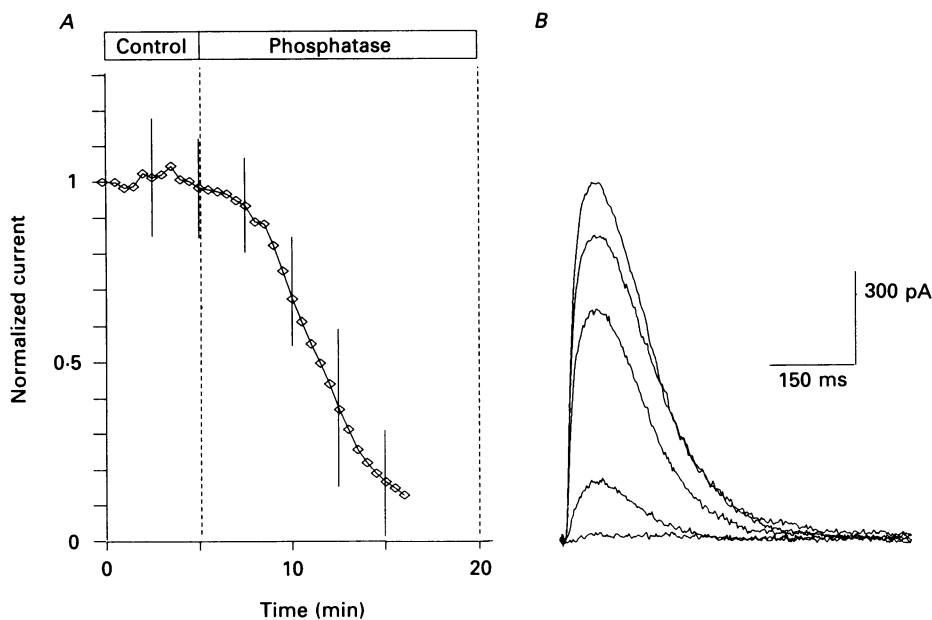 A
Control
Phosphatase
Normalized current
1
0·5
0
0
10
20
Time (min)
B
300 pA
150 ms